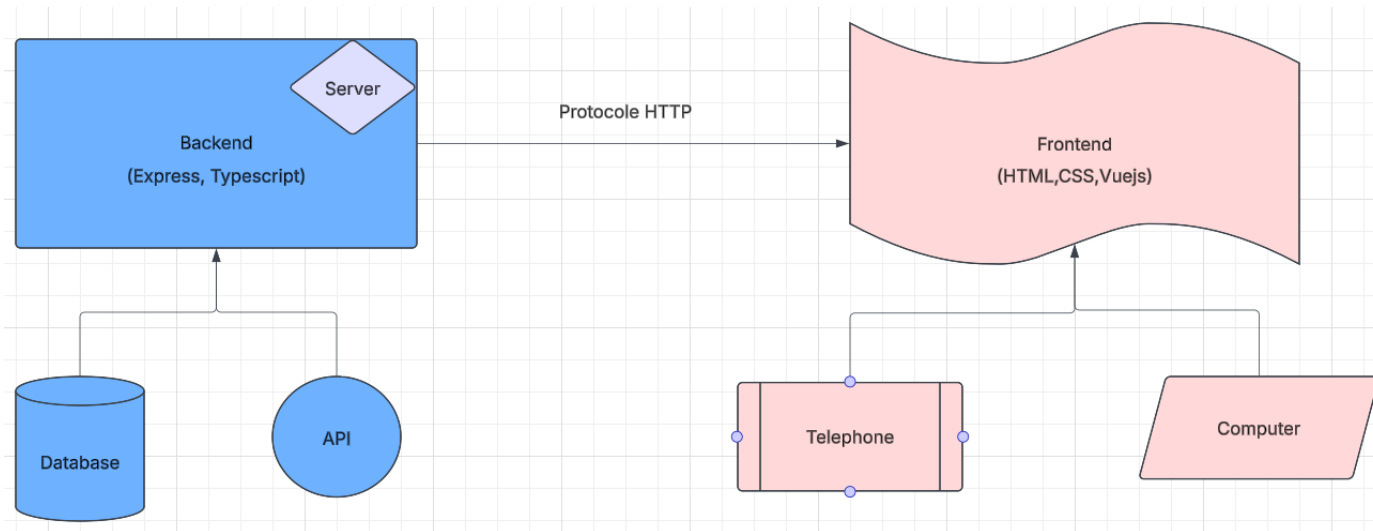 Server
Backend
(Express, Typescript)
Protocole HTTP
Frontend
(HTML,CSS,Vuejs)
Database
API
Telephone
Computer